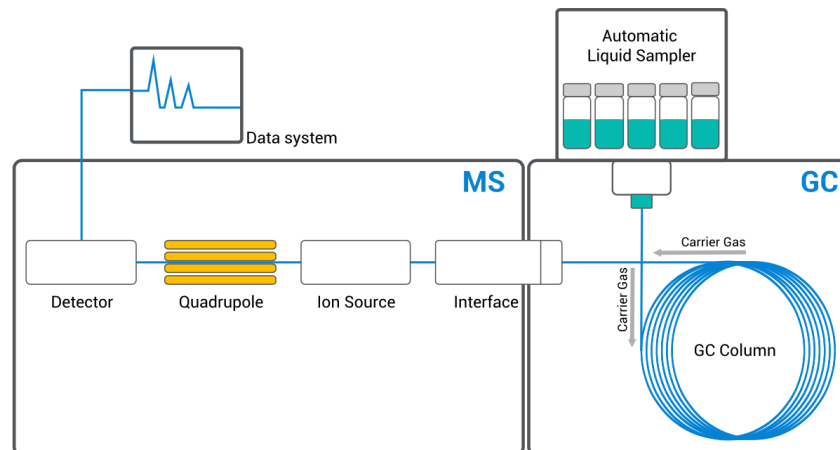 Automatic
Liquid Sampler
Data system
MS
GC
Carrier Gas
Carrier Gas
Detector
Quadrupole
Ion Source
Interface
GC Column